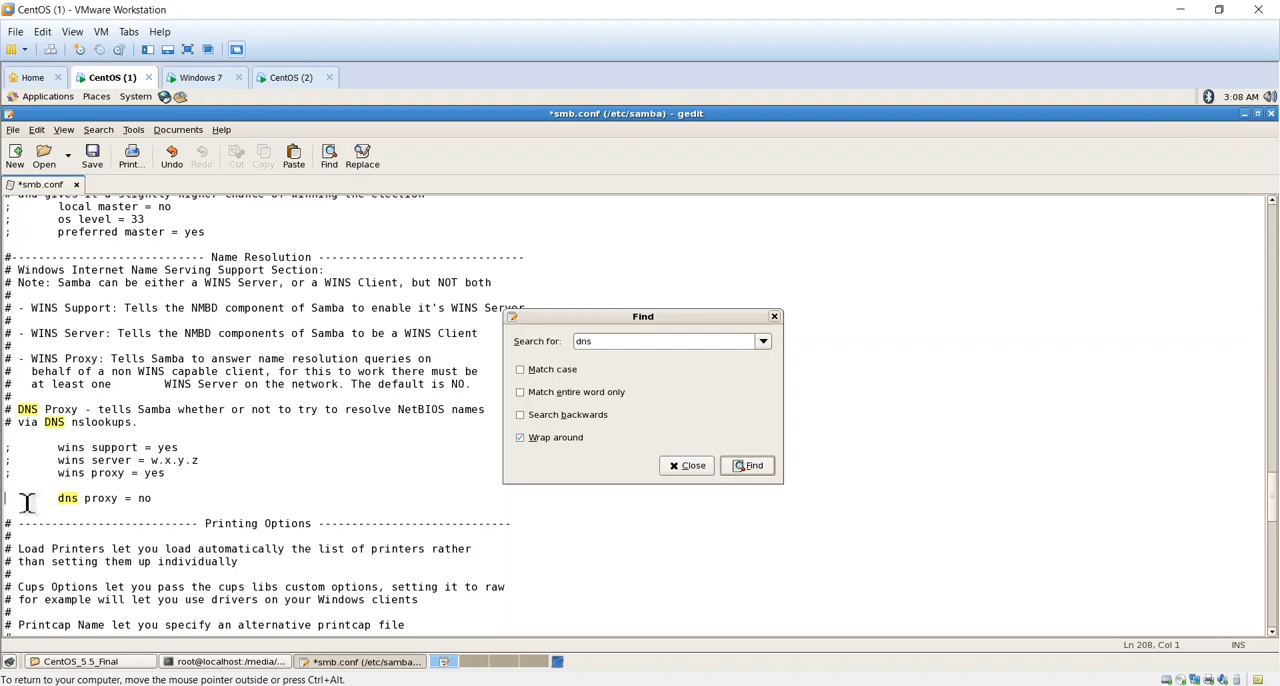 CentOS (1) - VMware Workstation
File Edit View VM Tabs Help
Home CentOS (1) Windows 7 CentOS (2)
Applications Places System 3:08 AM
*smb.conf (/etc/samba) - gedit
File Edit View Search Tools Documents Help
New Open Save Print... Undo Redo Cut Copy Paste Find Replace
*smb.conf
# and gives it a slightly higher chance of winning the election
; local master = no
; os level = 33
; preferred master = yes
#----------------------------- Name Resolution -------------------------------
# Windows Internet Name Serving Support Section:
# Note: Samba can be either a WINS Server, or a WINS Client, but NOT both
#
# - WINS Support: Tells the NMBD component of Samba to enable it's WINS Server
#
# - WINS Server: Tells the NMBD components of Samba to be a WINS Client
#
# - WINS Proxy: Tells Samba to answer name resolution queries on
# behalf of a non WINS capable client, for this to work there must be
# at least one WINS Server on the network. The default is NO.
#
# DNS Proxy - tells Samba whether or not to try to resolve NetBIOS names
# via DNS nslookups.
; wins support = yes
; wins server = w.x.y.z
; wins proxy = yes
dns proxy = no
# --------------------------- Printing Options -----------------------------
#
# Load Printers let you load automatically the list of printers rather
# than setting them up individually
#
# Cups Options let you pass the cups libs custom options, setting it to raw
# for example will let you use drivers on your Windows clients
#
# Printcap Name let you specify an alternative printcap file
#
Find
Search for: dns
Match case
Match entire word only
Search backwards
Wrap around
Close Find
Ln 208, Col 1 INS
CentOS_5.5_Final root@localhost:/media/... *smb.conf (/etc/samba...
To return to your computer, move the mouse pointer outside or press Ctrl+Alt.